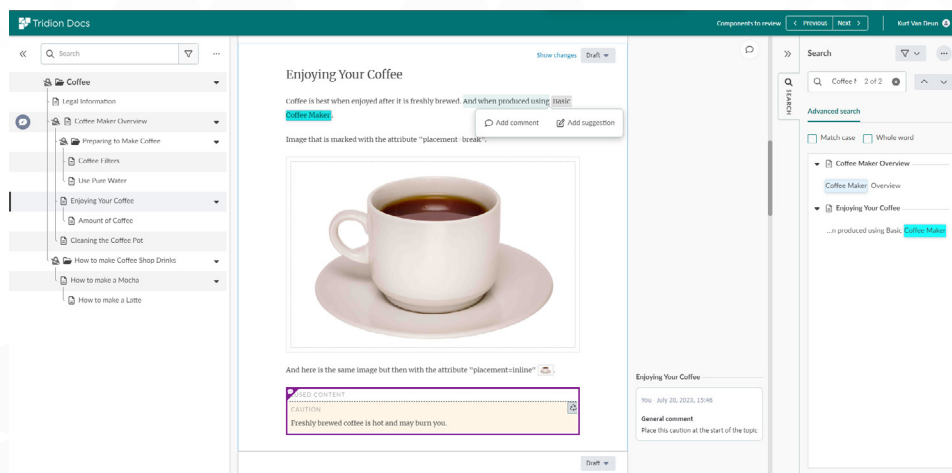 Tridion Docs
Components to review
Previous
Next
Kurt Van Deun
Search
Coffee
Legal Information
Coffee Maker Overview
Preparing to Make Coffee
Coffee Filters
Use Pure Water
Enjoying Your Coffee
Amount of Coffee
Cleaning the Coffee Pot
How to make Coffee Shop Drinks
How to make a Mocha
How to make a Latte
Show changes
Draft
Enjoying Your Coffee
Coffee is best when enjoyed after it is freshly brewed. And when produced using Basic
Coffee Maker.
Add comment
Add suggestion
Image that is marked with the attribute "placement=break".
And here is the same image but then with the attribute "placement=inline"
USED CONTENT
CAUTION
Freshly brewed coffee is hot and may burn you.
Draft
Enjoying Your Coffee
You July 20, 2023, 15:46
General comment
Place this caution at the start of the topic
SEARCH
Search
Coffee M 2 of 2
Advanced search
Match case
Whole word
Coffee Maker Overview
Coffee Maker Overview
Enjoying Your Coffee
...n produced using Basic Coffee Maker